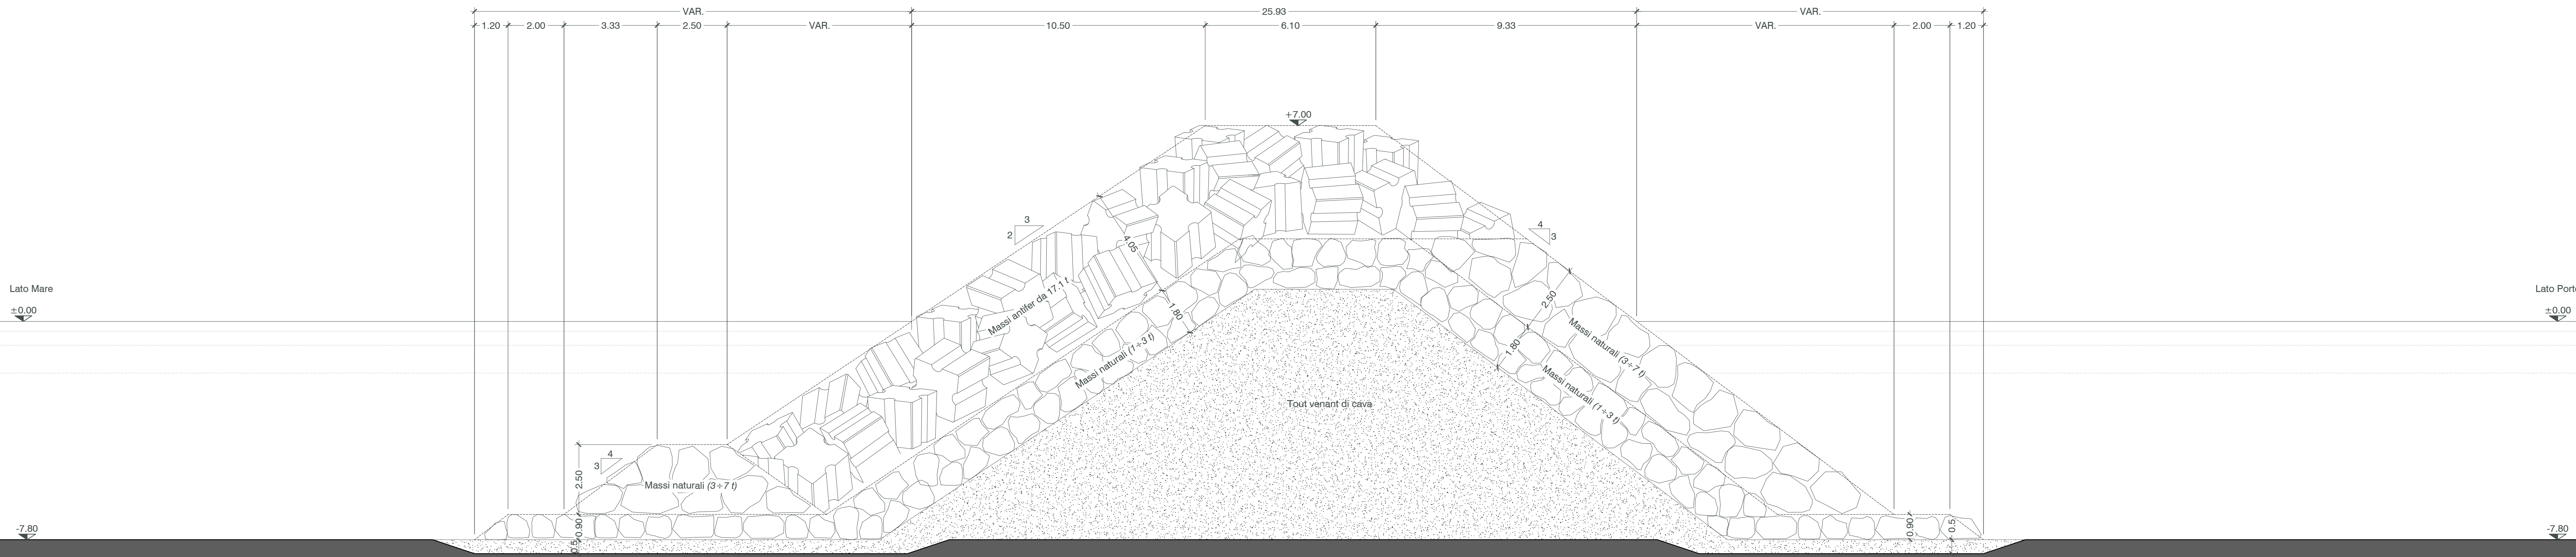 VAR. 25.93 VAR.
1.20 2.00 3.33 2.50 VAR. 10.50 6.10 9.33 VAR. 2.00 1.20
+7.00
3
2
4
3
4.05
Lato Mare
Lato Port
±0.00
±0.00
Massi antifer da 17.1 t
1.80
2.50
1.80
Massi naturali (1÷3 t)
Massi naturali (3÷7 t)
Massi naturali (1÷3 t)
Tout venant di cava
4
3
2.50
Massi naturali (3÷7 t)
0.90
0.5
0.90
0.5
-7.80
-7.80